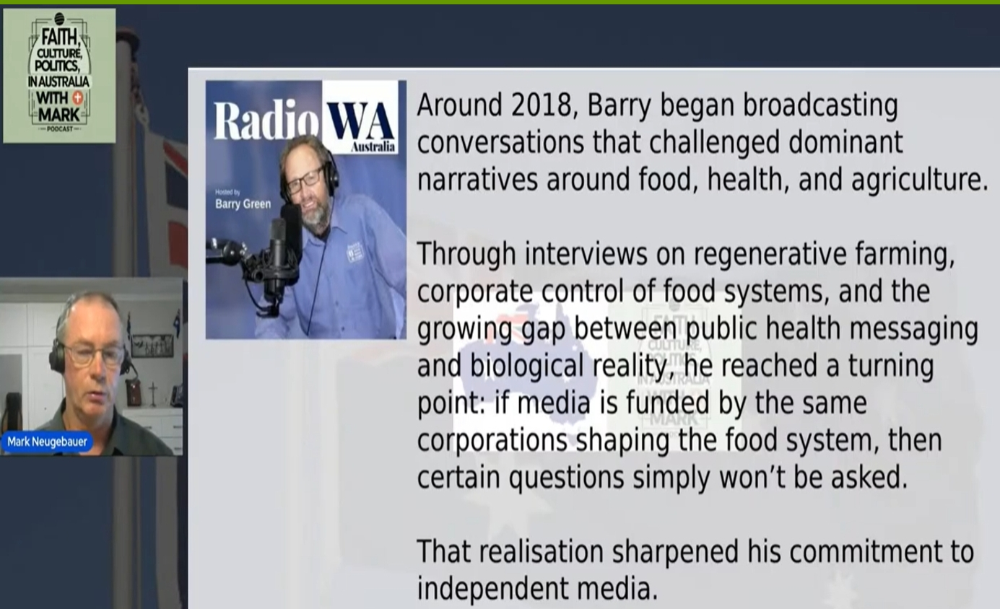 FAITH,
CULTTURE,
POLITICS,
IN AUSTRALIA
WITH
MARK
PODCAST
Radio WA
Australia
Hosted by
Barry Green
Around 2018, Barry began broadcasting
conversations that challenged dominant
narratives around food, health, and agriculture.
Through interviews on regenerative farming,
corporate control of food systems, and the
growing gap between public health messaging
and biological reality, he reached a turning
point: if media is funded by the same
corporations shaping the food system, then
certain questions simply won’t be asked.
That realisation sharpened his commitment to
independent media.
Mark Neugebauer